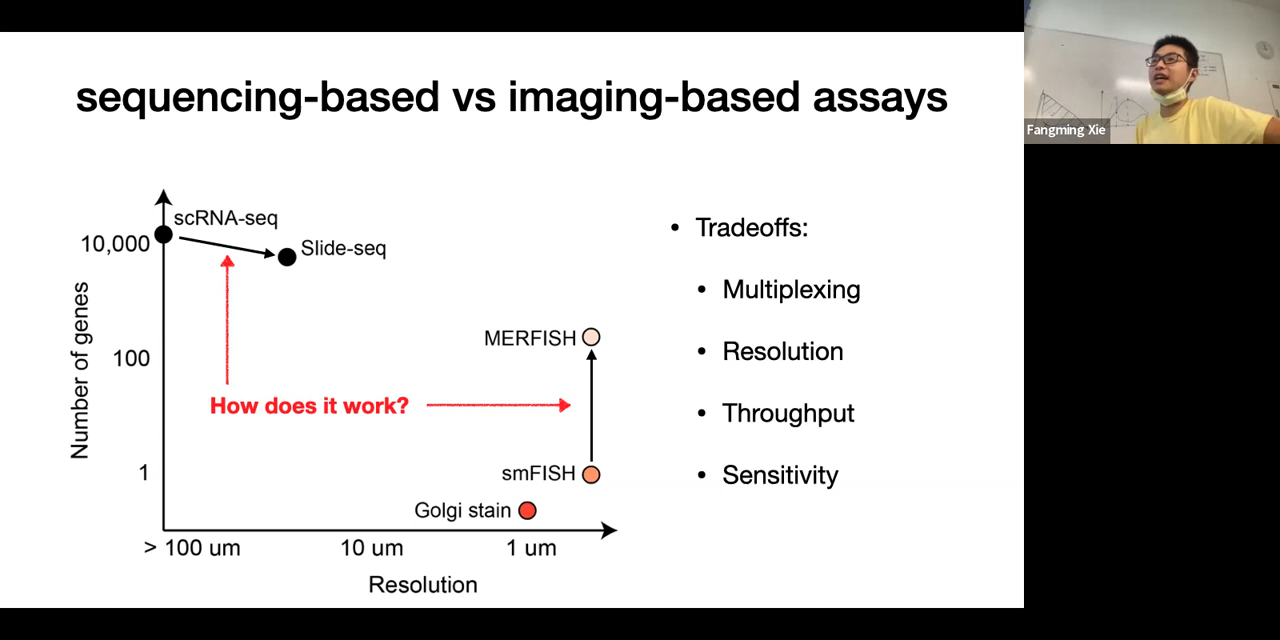 sequencing-based vs imaging-based assays
scRNA-seq
10,000
Slide-seq
Number of genes
MERFISH
100
How does it work?
1
smFISH
Golgi stain
> 100 um
10 um
1 um
Resolution
• Tradeoffs:
• Multiplexing
• Resolution
• Throughput
• Sensitivity
Fangming Xie